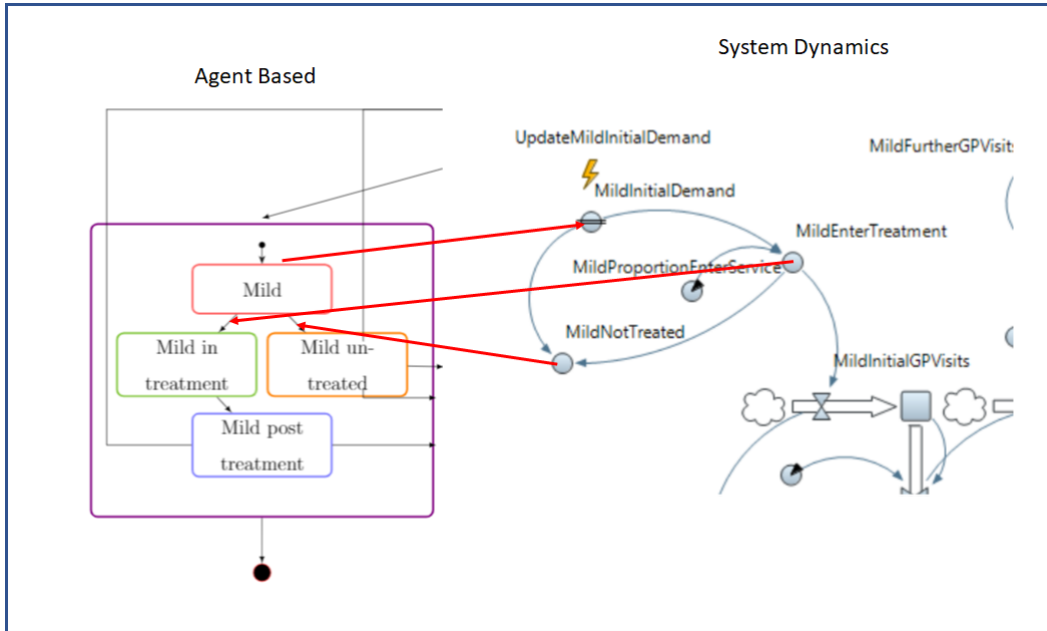 System Dynamics
Agent Based
UpdateMildInitialDemand
MildFurtherGPVisits
MildInitialDemand
MildEnterTreatment
MildProportionEnterService
Mild
MildNotTreated
Mild in
treatment
Mild un-
treated
MildInitialGPVisits
Mild post
treatment